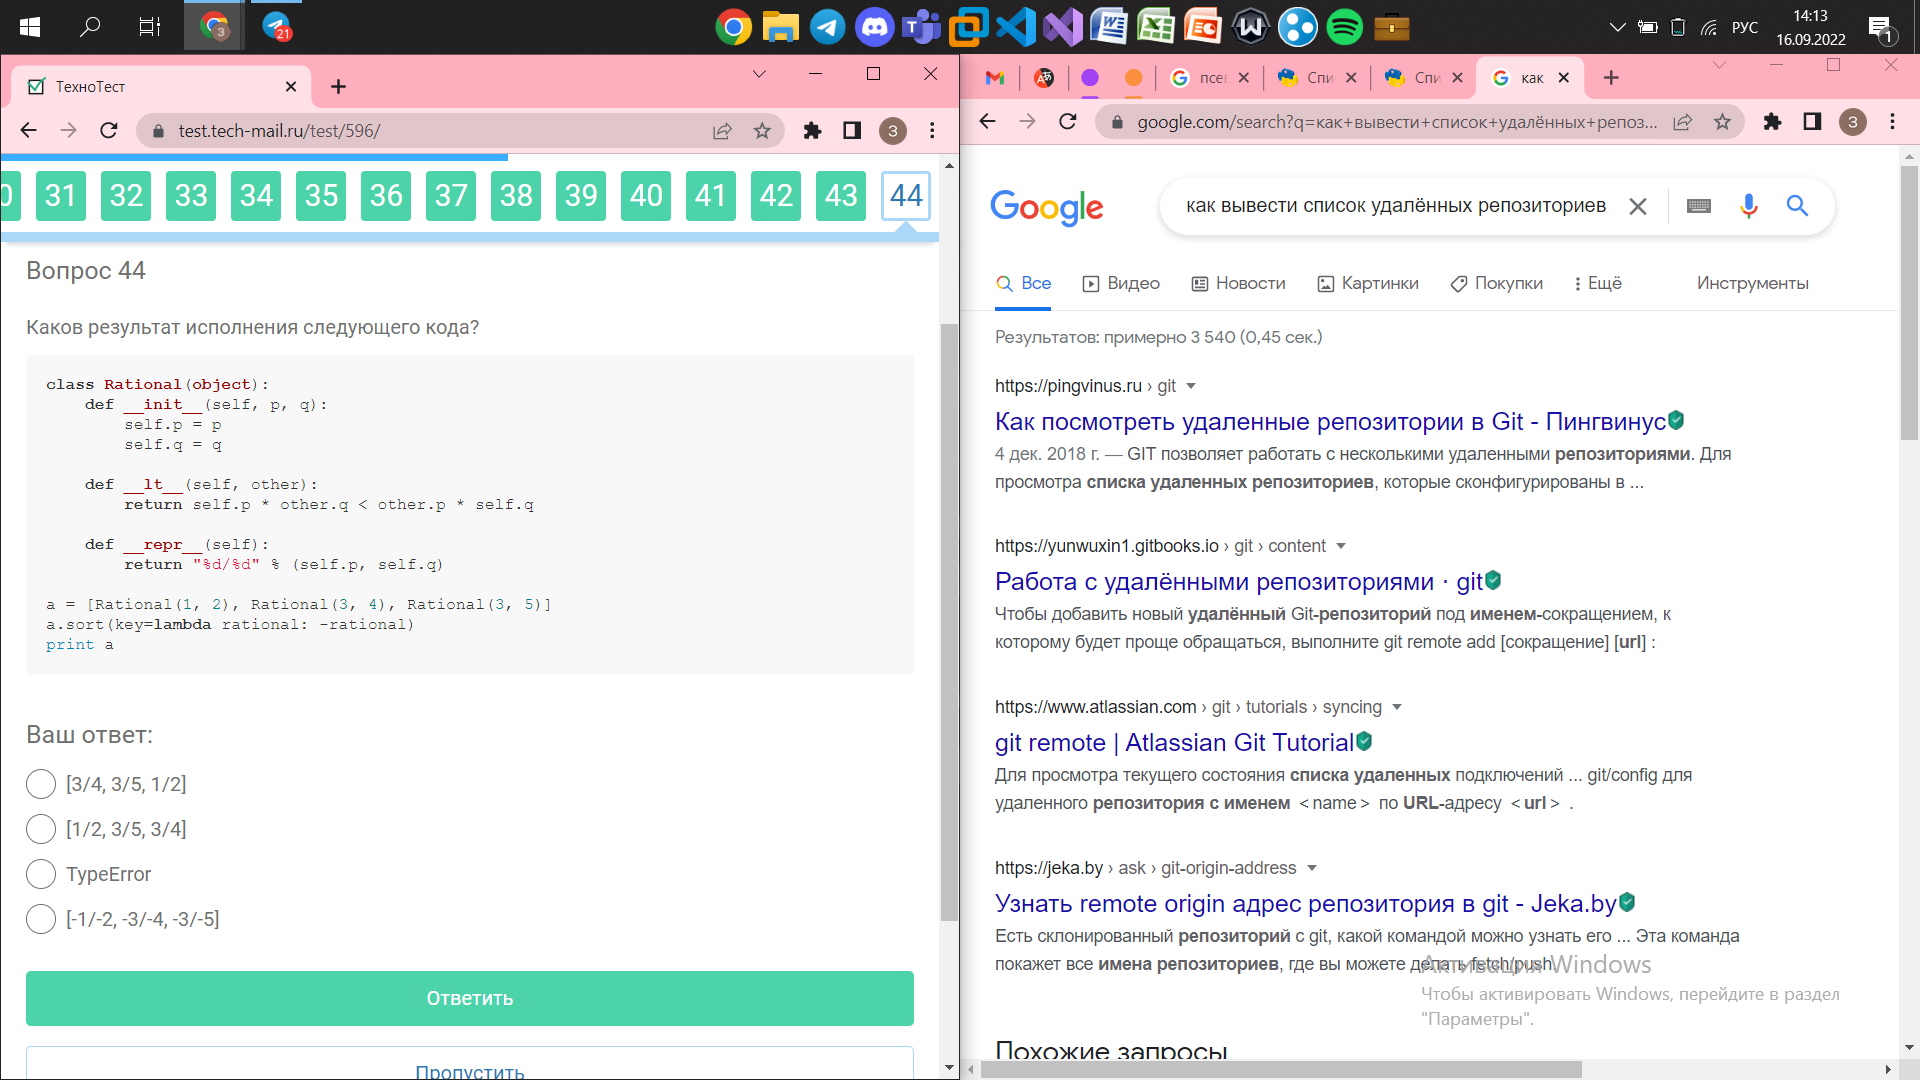 3
21
РУС
14:13
16.09.2022
1
ТехноТест
test.tech-mail.ru/test/596/
3
31 32 33 34 35 36 37 38 39 40 41 42 43 44
Вопрос 44
Каков результат исполнения следующего кода?
class Rational(object):
def __init__(self, p, q):
self.p = p
self.q = q
def __lt__(self, other):
return self.p * other.q < other.p * self.q
def __repr__(self):
return "%d/%d" % (self.p, self.q)
a = [Rational(1, 2), Rational(3, 4), Rational(3, 5)]
a.sort(key=lambda rational: -rational)
print a
Ваш ответ:
[3/4, 3/5, 1/2]
[1/2, 3/5, 3/4]
TypeError
[-1/-2, -3/-4, -3/-5]
Ответить
Пропустить
псе
Спи
Спи
как
google.com/search?q=как+вывести+список+удалённых+репоз...
3
Google
как вывести список удалённых репозиториев
Все Видео Новости Картинки Покупки Ещё Инструменты
Результатов: примерно 3 540 (0,45 сек.)
https://pingvinus.ru › git
Как посмотреть удаленные репозитории в Git - Пингвинус
4 дек. 2018 г. — GIT позволяет работать с несколькими удаленными репозиториями. Для
просмотра списка удаленных репозиториев, которые сконфигурированы в ...
https://yunwuxin1.gitbooks.io › git › content
Работа с удалёнными репозиториями · git
Чтобы добавить новый удалённый Git-репозиторий под именем-сокращением, к
которому будет проще обращаться, выполните git remote add [сокращение] [url] :
https://www.atlassian.com › git › tutorials › syncing
git remote | Atlassian Git Tutorial
Для просмотра текущего состояния списка удаленных подключений ... git/config для
удаленного репозитория с именем <name> по URL-адресу <url> .
https://jeka.by › ask › git-origin-address
Узнать remote origin адрес репозитория в git - Jeka.by
Есть склонированный репозиторий с git, какой командой можно узнать его ... Эта команда
покажет все имена репозиториев, где вы можете делать fetch/push.
Активация Windows
Чтобы активировать Windows, перейдите в раздел
"Параметры".
Похожие запросы